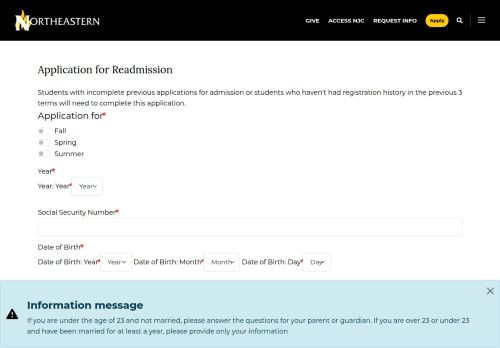 NORTHEASTERN
GIVE ACCESS NJC REQUEST INFO Apply
Application for Readmission
Students with incomplete previous applications for admission or students who haven't had registration history in the previous 3
terms will need to complete this application.
Application for*
Fall
Spring
Summer
Year*
Year: Year* Year
Social Security Number*
Date of Birth*
Date of Birth: Year* Year Date of Birth: Month* Month Date of Birth: Day* Day
Information message
If you are under the age of 23 and not married, please answer the questions for your parent or guardian. If you are over 23 or under 23
and have been married for at least a year, please provide only your information